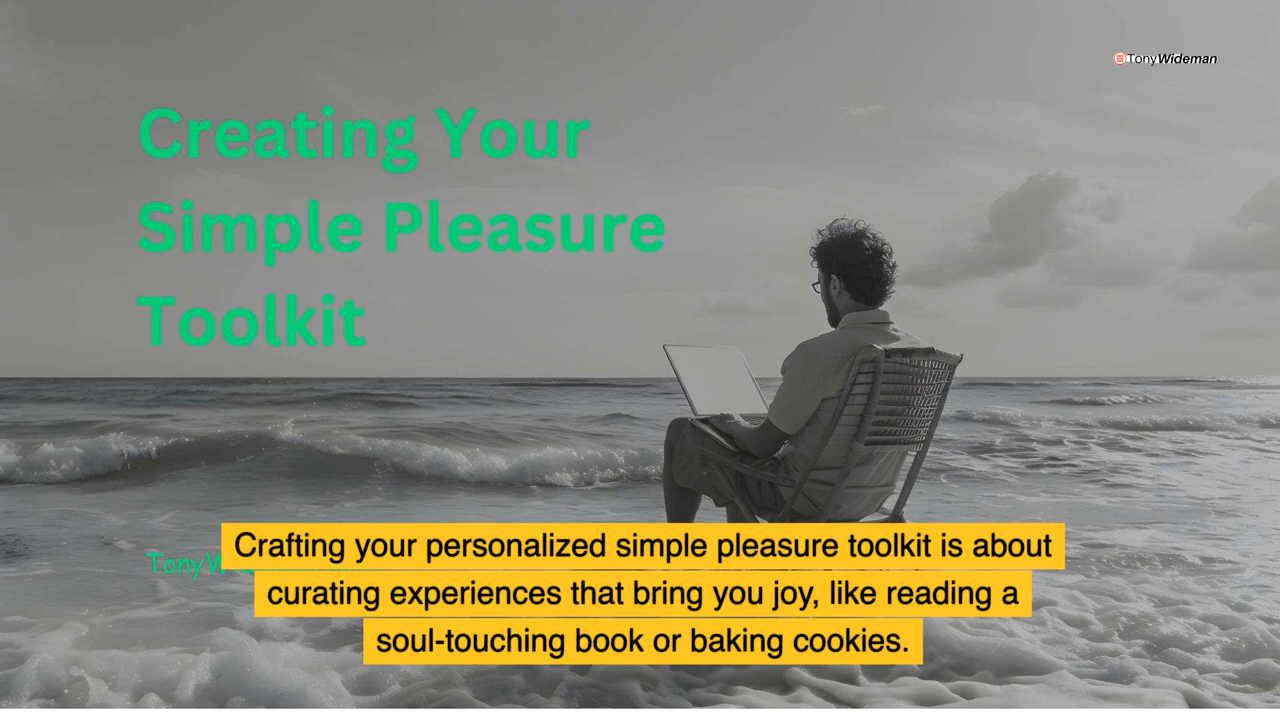 TonyWideman
Creating Your
Simple Pleasure
Toolkit
Crafting your personalized simple pleasure toolkit is about
curating experiences that bring you joy, like reading a
soul-touching book or baking cookies.